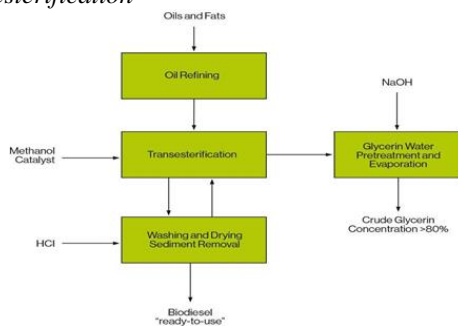 Oils and Fats
Oil Refining
NaOH
Methanol
Catalyst
Transesterification
Glycerin Water
Pretreatment and
Evaporation
HCl
Washing and Drying
Sediment Removal
Crude Glycerin
Concentration >80%
Biodiesel
"ready-to-use"